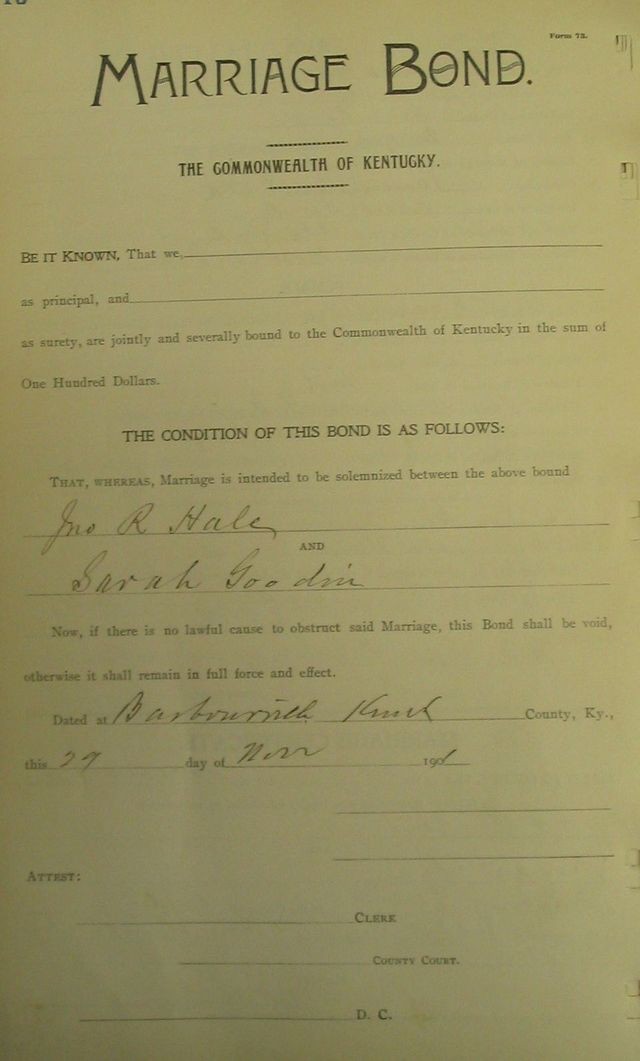 Form 73.
MARRIAGE BOND.
THE COMMONWEALTH OF KENTUCKY.
BE IT KNOWN, That we,
as principal, and
as surety, are jointly and severally bound to the Commonwealth of Kentucky in the sum of
One Hundred Dollars.
THE CONDITION OF THIS BOND IS AS FOLLOWS:
THAT, WHEREAS, Marriage is intended to be solemnized between the above bound
Jno R Hale
AND
Sarah Goodin
Now, if there is no lawful cause to obstruct said Marriage, this Bond shall be void,
otherwise it shall remain in full force and effect.
Dated at Barbourville Knox County, Ky.,
this 29 day of Novr 1901
ATTEST:
CLERK
COUNTY COURT.
D. C.